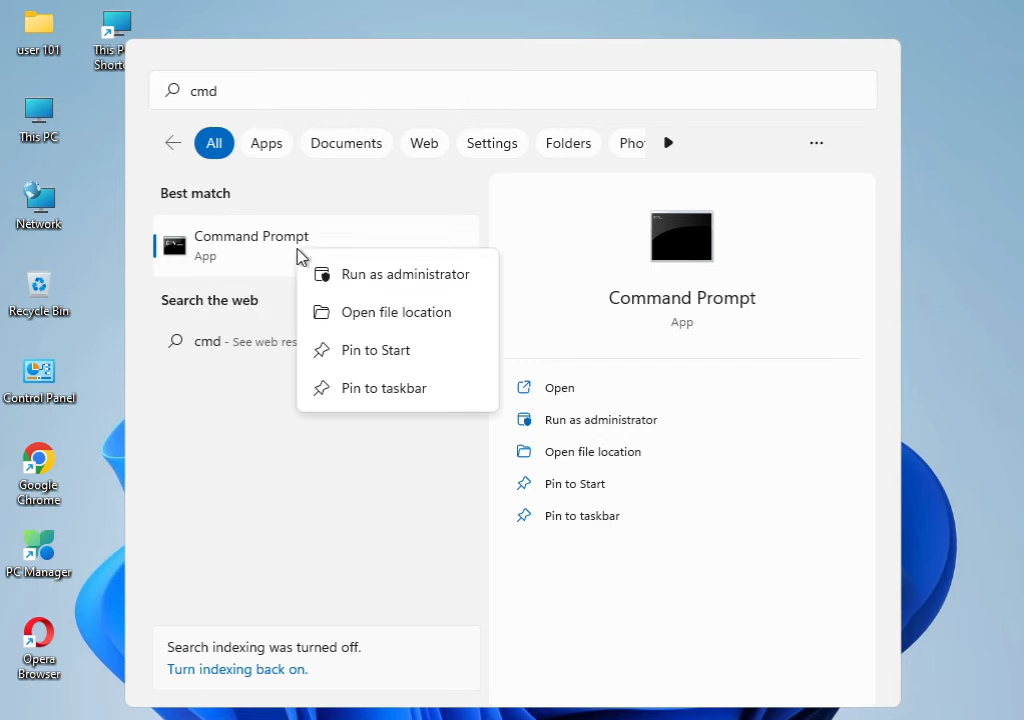 user 101
This P
Shorto
This PC
Network
Recycle Bin
Control Panel
Google
Chrome
PC Manager
Opera
Browser
cmd
All
Apps
Documents
Web
Settings
Folders
Pho
Best match
Command Prompt
App
Search the web
cmd - See web res
Run as administrator
Open file location
Pin to Start
Pin to taskbar
Command Prompt
App
Open
Run as administrator
Open file location
Pin to Start
Pin to taskbar
Search indexing was turned off.
Turn indexing back on.